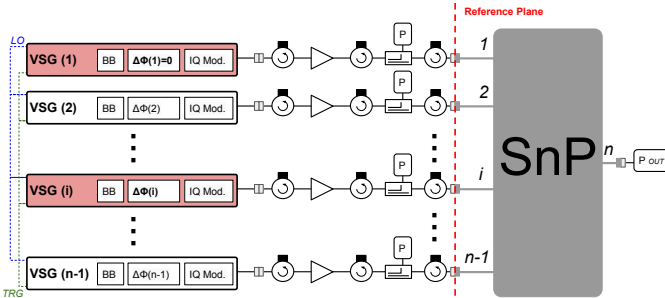 Reference Plane
LO
VSG (1) BB ΔΦ(1)=0 IQ Mod. P 1
VSG (2) BB ΔΦ(2) IQ Mod. P 2
SnP
n
P OUT
VSG (i) BB ΔΦ(i) IQ Mod. P i
VSG (n-1) BB ΔΦ(n-1) IQ Mod. P n-1
TRG